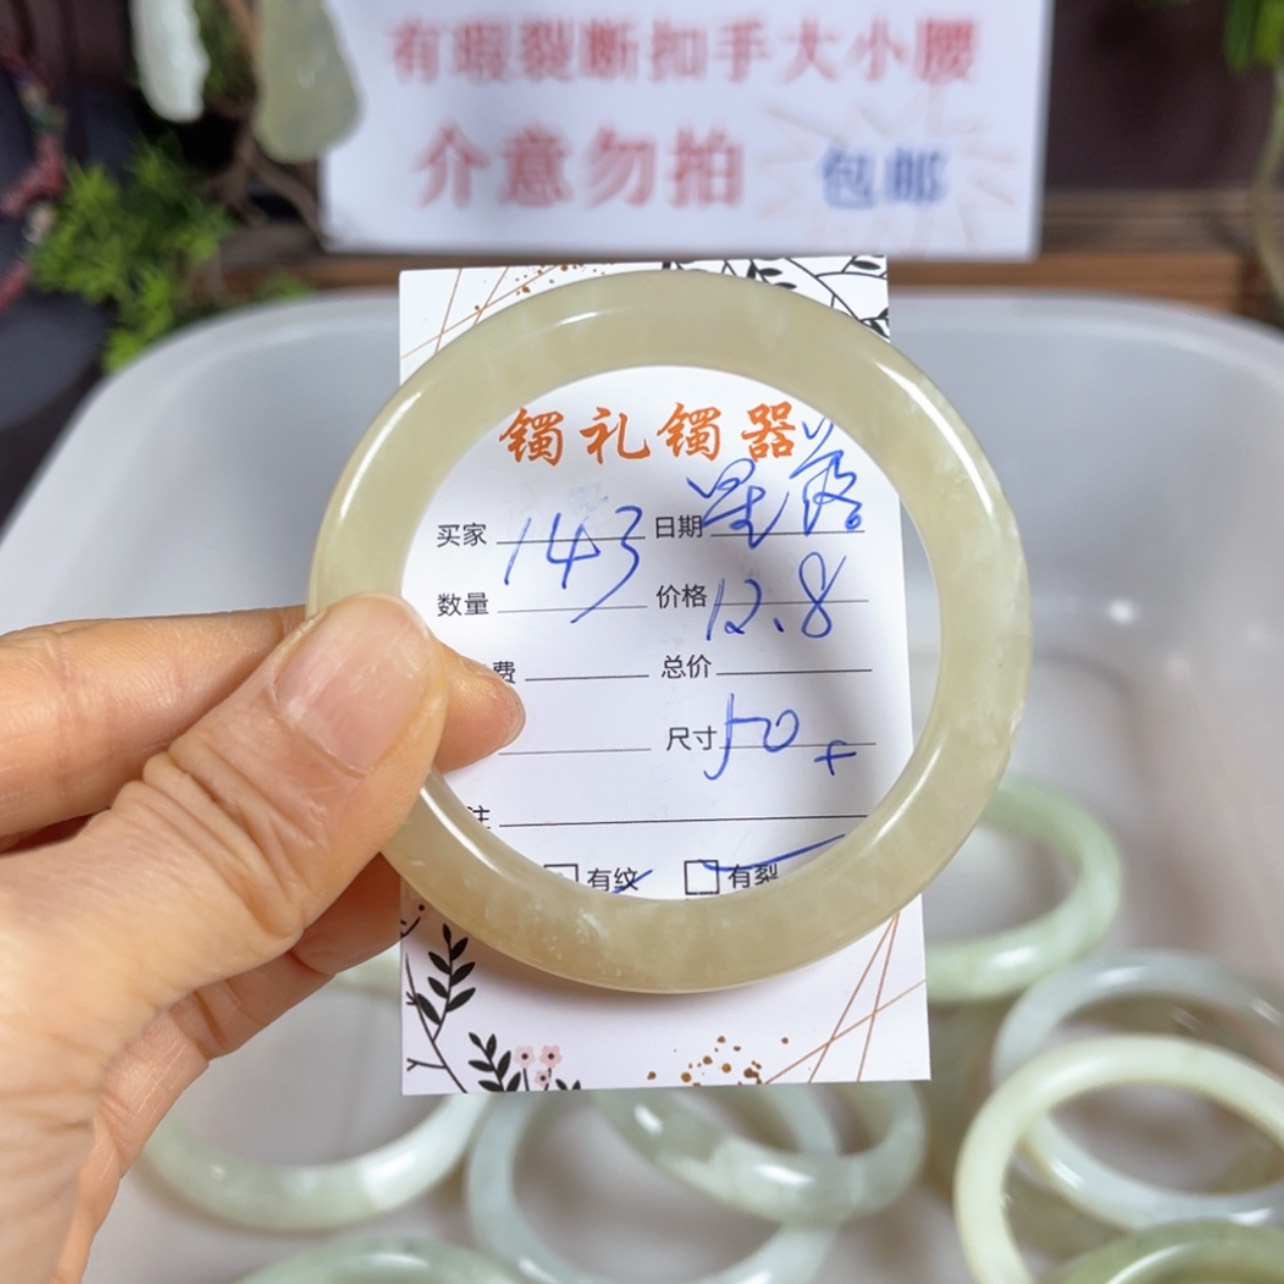 有瑕裂断扣手大小腰
介意勿拍 包邮
镯礼镯器
买家 143 日期
数量 价格 12.8
费 总价
尺寸 50+
注
有纹 有裂